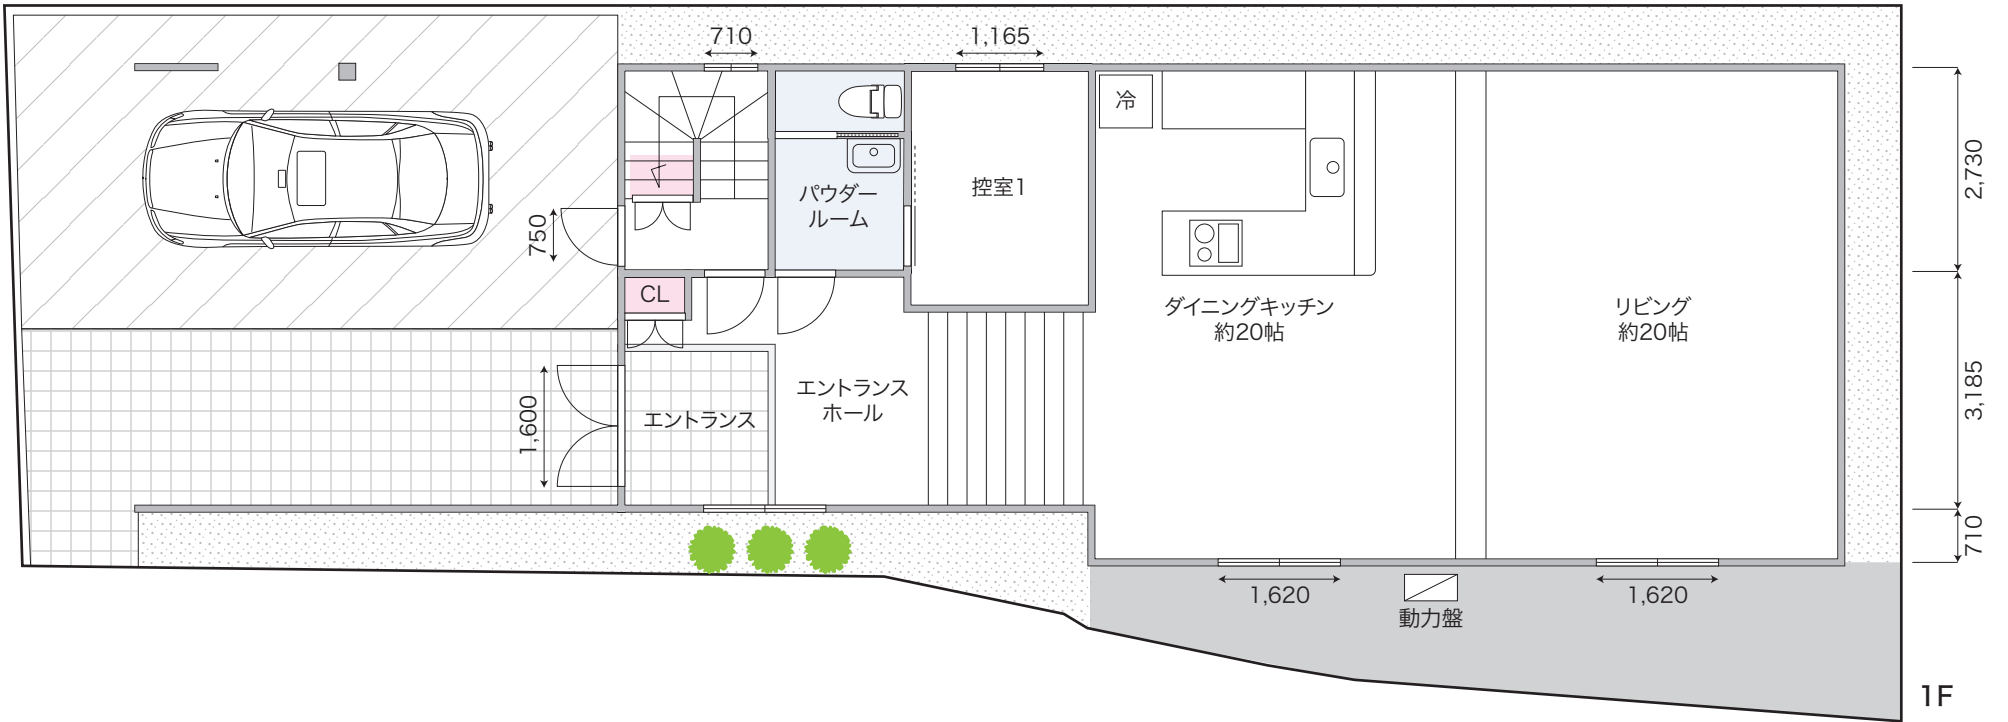 710
1,165
冷
2,730
パウダー
ルーム
控室1
750
CL
ダイニングキッチン
約20帖
リビング
約20帖
エントランス
ホール
エントランス
1,600
3,185
710
1,620
1,620
動力盤
1F